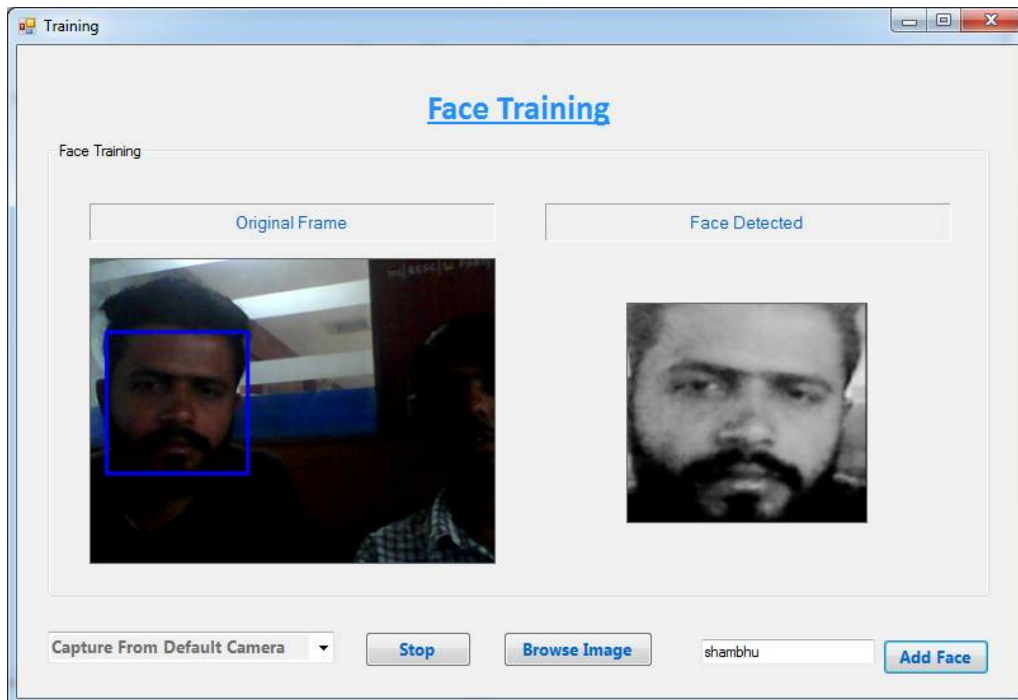 Training
Face Training
Face Training
Original Frame
Face Detected
Capture From Default Camera
Stop
Browse Image
shambhu
Add Face